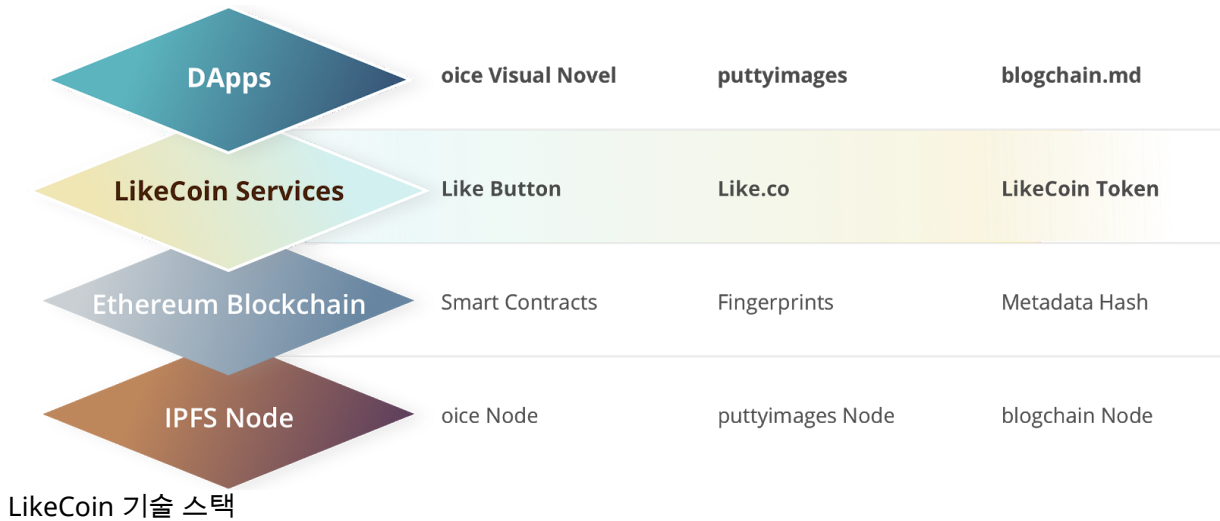 DApps oice Visual Novel puttyimages blogchain.md
LikeCoin Services Like Button Like.co LikeCoin Token
Ethereum Blockchain Smart Contracts Fingerprints Metadata Hash
IPFS Node oice Node puttyimages Node blogchain Node
LikeCoin 기술 스택